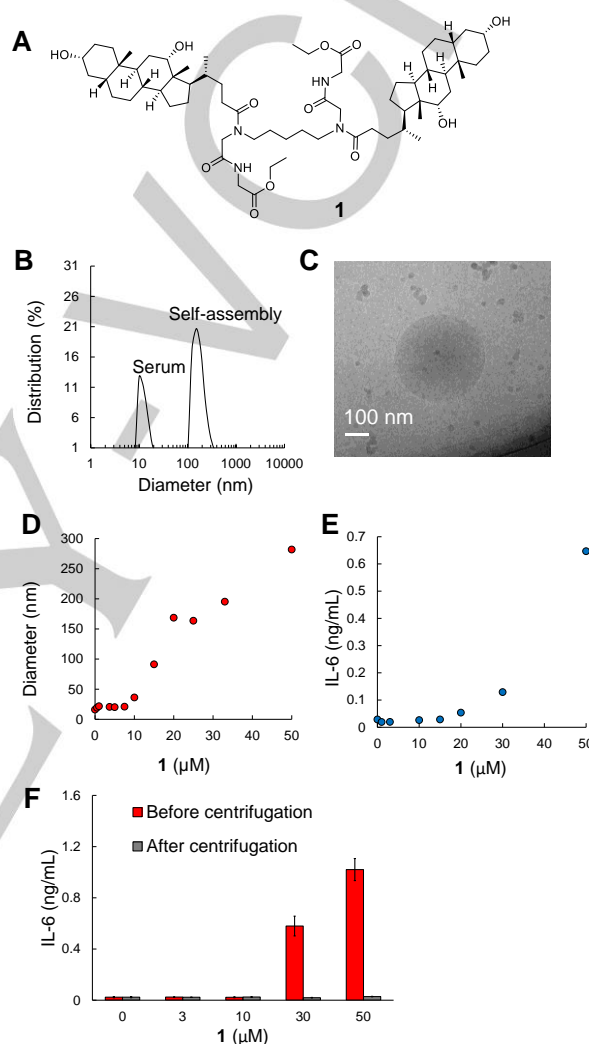 A
HO
H
H
H
H
OH
O
N
O
NH
O
O
O
O
NH
O
N
O
H
H
H
H
OH
OH
1
B
Distribution (%)
31
26
21
16
11
6
1
Self-assembly
Serum
1 10 100 1000 10000
Diameter (nm)
C
100 nm
D
Diameter (nm)
300
250
200
150
100
50
0
0 10 20 30 40 50
1 (µM)
E
IL-6 (ng/mL)
0.7
0.6
0.5
0.4
0.3
0.2
0.1
0
0 10 20 30 40 50
1 (µM)
F
IL-6 (ng/mL)
1.6
1.2
0.8
0.4
0
Before centrifugation
After centrifugation
0 3 10 30 50
1 (µM)